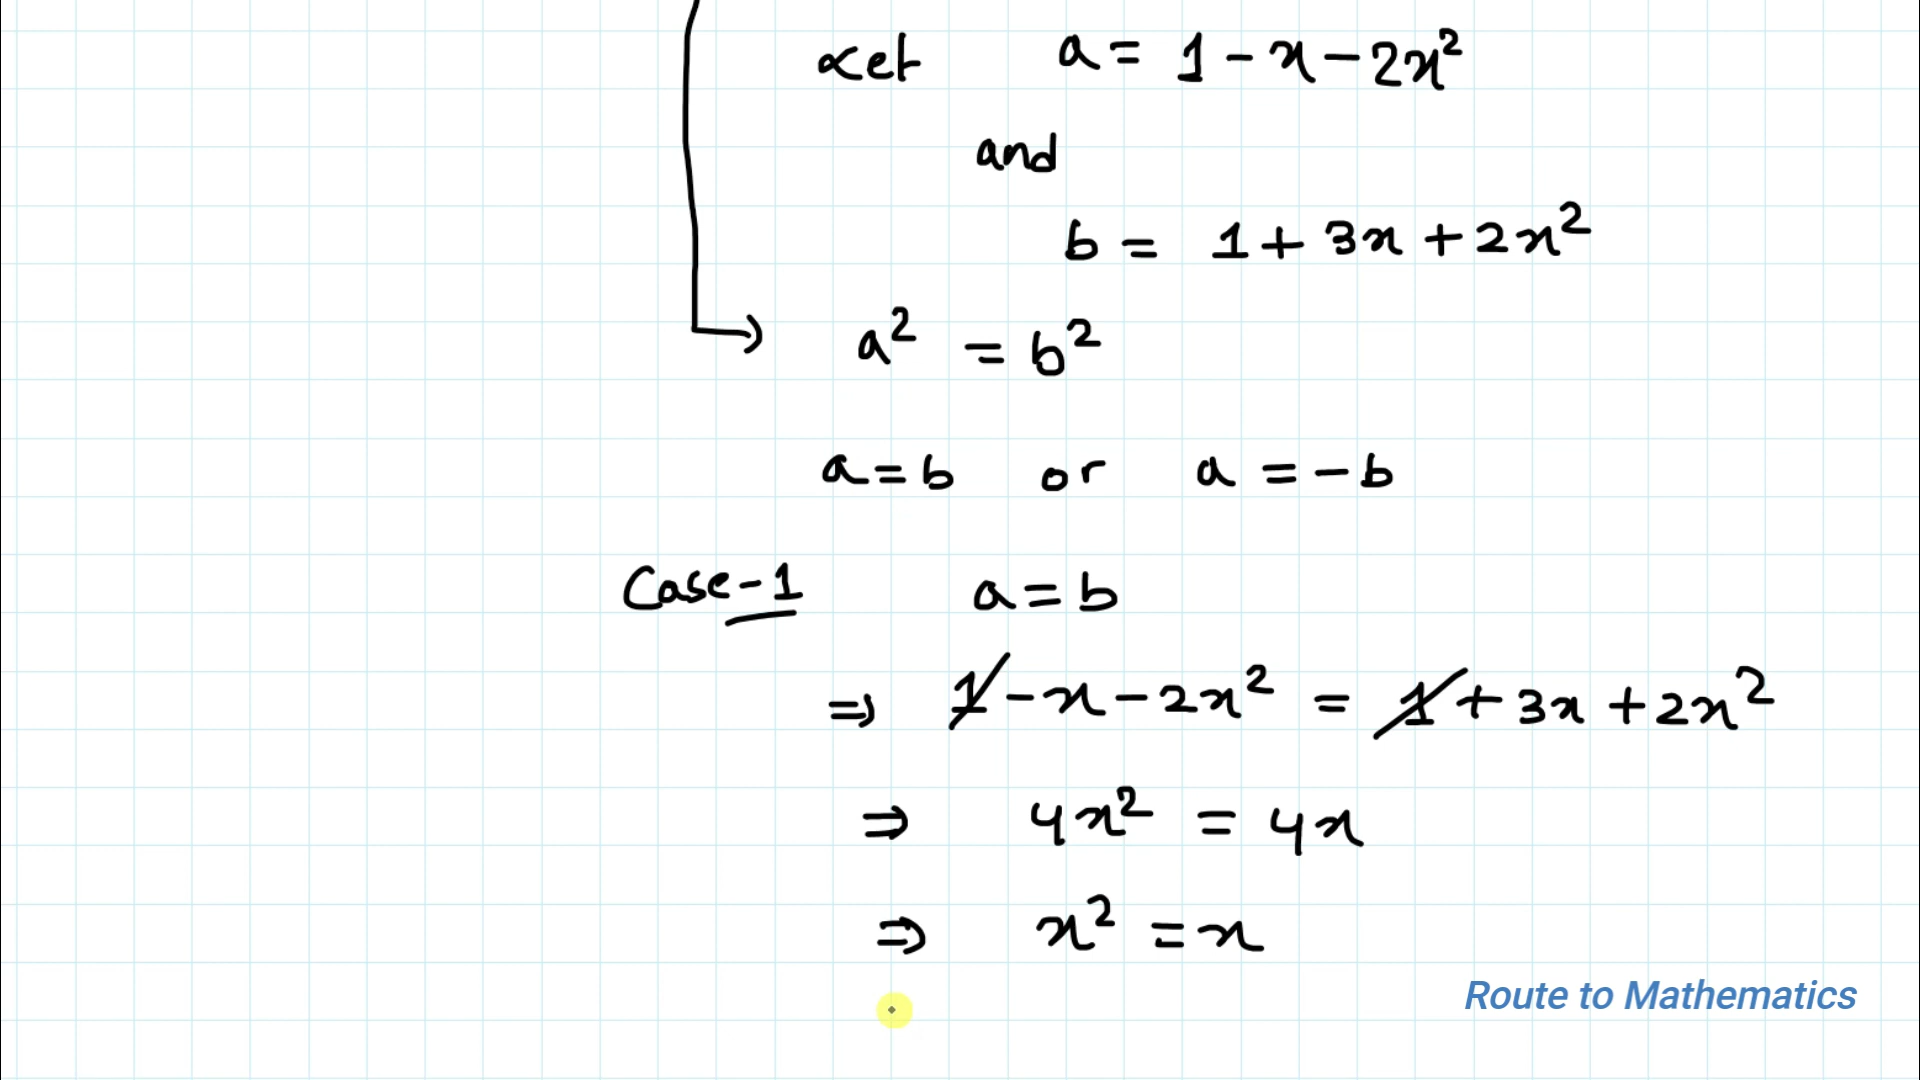 Let a = 1 - x - 2x²
and
b = 1 + 3x + 2x²
→ a² = b²
a = b or a = - b
Case-1 a = b
⇒ 1 - x - 2x² = 1 + 3x + 2x²
⇒ 4x² = 4x
⇒ x² = x
Route to Mathematics